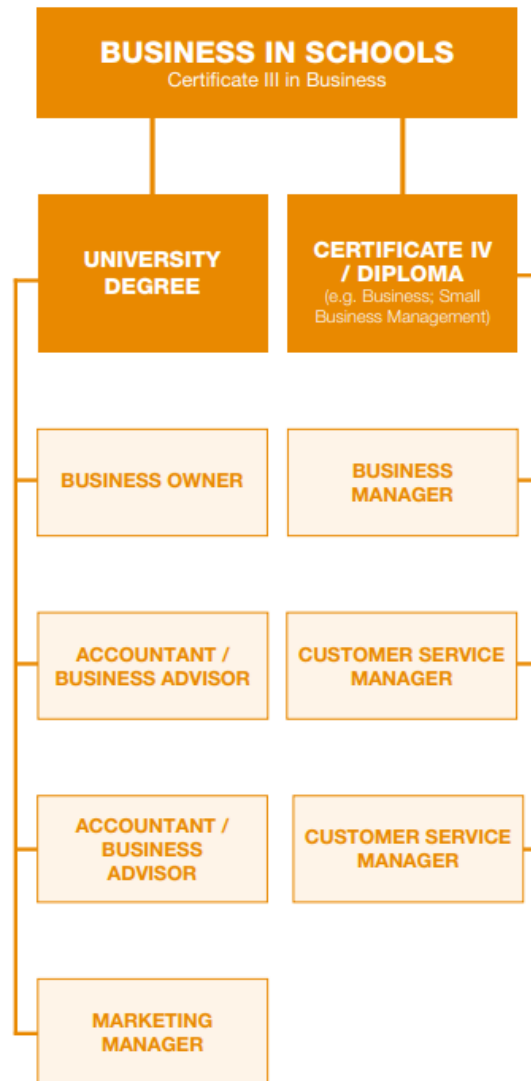 BUSINESS IN SCHOOLS
Certificate III in Business
UNIVERSITY
DEGREE
CERTIFICATE IV
/ DIPLOMA
(e.g. Business; Small
Business Management)
BUSINESS OWNER
BUSINESS
MANAGER
ACCOUNTANT /
BUSINESS ADVISOR
CUSTOMER SERVICE
MANAGER
ACCOUNTANT /
BUSINESS
ADVISOR
CUSTOMER SERVICE
MANAGER
MARKETING
MANAGER